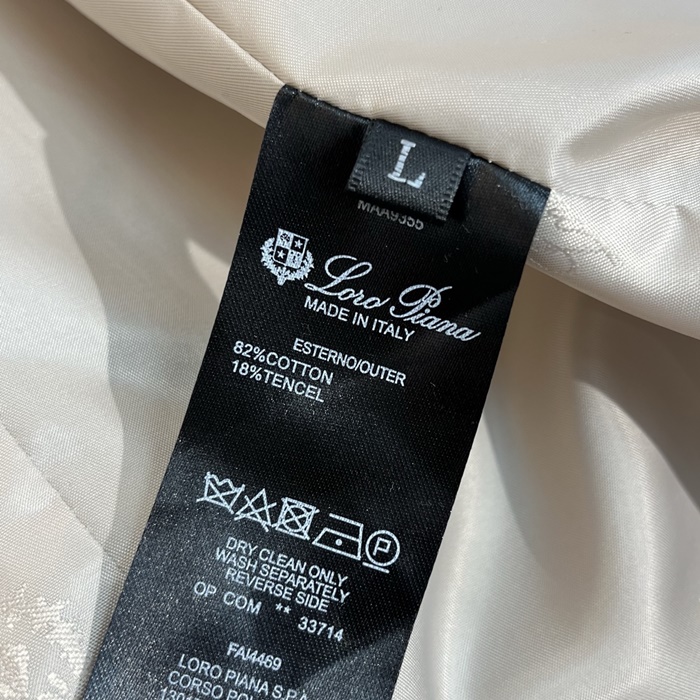 L
MAA9355
Loro Piana
MADE IN ITALY
ESTERNO/OUTER
82%COTTON
18%TENCEL
P
DRY CLEAN ONLY
WASH SEPARATELY
REVERSE SIDE
OP COM ** 33714
FAI4469
LORO PIANA S.P.A.
CORSO